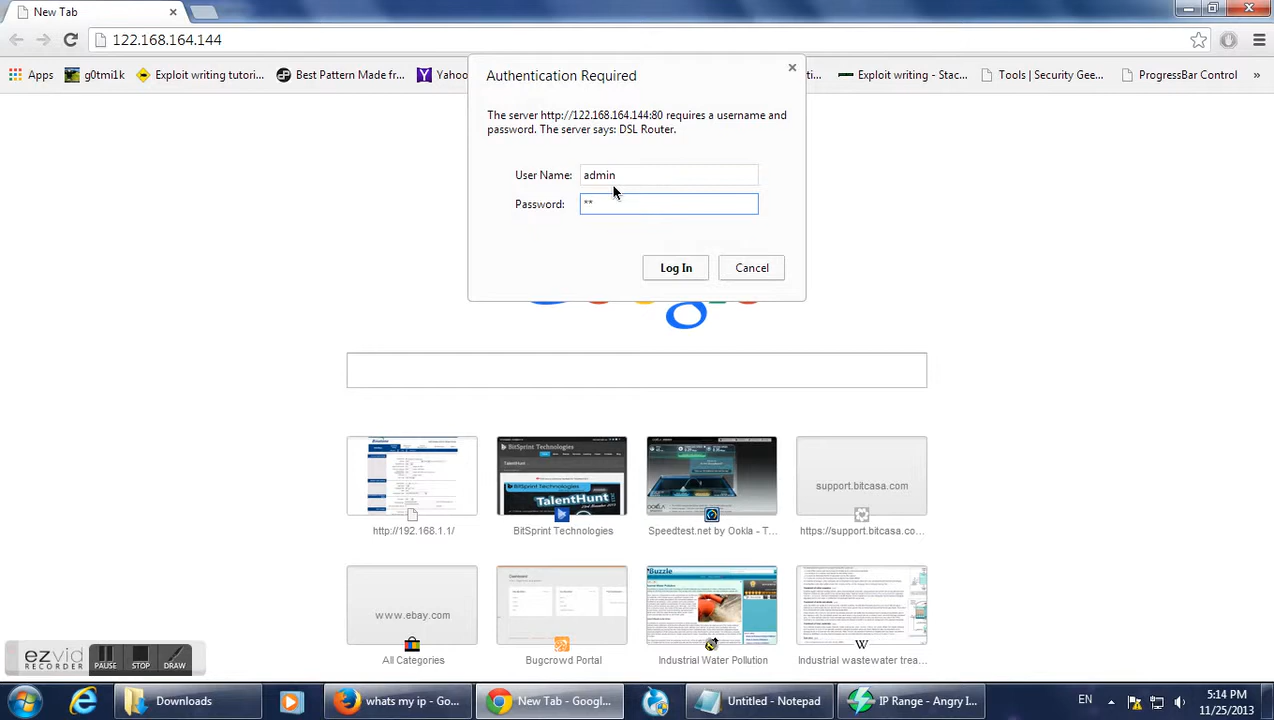 New Tab
122.168.164.144
Apps
g0tmi1k
Exploit writing tutori...
Best Pattern Made fr...
Yahoo
Exploit writing - Stac...
Tools | Security Gee...
ProgressBar Control
»
Authentication Required
The server http://122.168.164.144:80 requires a username and
password. The server says: DSL Router.
User Name: admin
Password: **
Log In
Cancel
BitSprint Technologies
TalentHunt
support.bitcasa.com
http://192.168.1.1/
BitSprint Technologies
Speedtest.net by Ookla - T...
https://support.bitcasa.co...
Buzzle
www.ebay.com
All Categories
Bugcrowd Portal
Industrial Water Pollution
Industrial wastewater trea...
ezvid
RECORDER
PAUSE
STOP
DRAW
Downloads
whats my ip - Go...
New Tab - Googl...
Untitled - Notepad
IP Range - Angry I...
EN
5:14 PM
11/25/2013